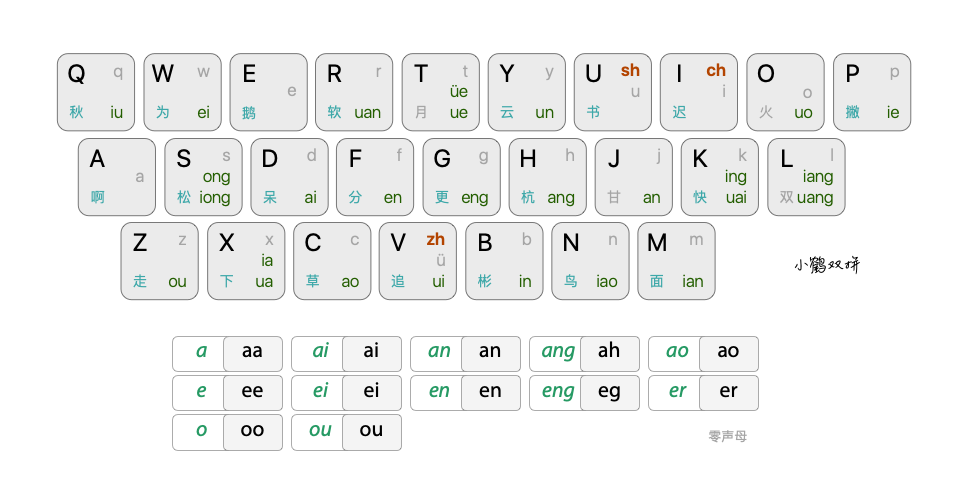 Q q W w E e R r T t Y y U sh I ch O o P p
üe u i
秋 iu 为 ei 鹅 软 uan 月 ue 云 un 书 迟 火 uo 撇 ie
A a S s D d F f G g H h J j K k L l
ong ing iang
啊 松 iong 呆 ai 分 en 更 eng 杭 ang 甘 an 快 uai 双 uang
Z z X x C c V zh B b N n M m
ia ü
走 ou 下 ua 草 ao 追 ui 彬 in 鸟 iao 面 ian
小鹤双拼
a aa ai ai an an ang ah ao ao
e ee ei ei en en eng eg er er
o oo ou ou
零声母